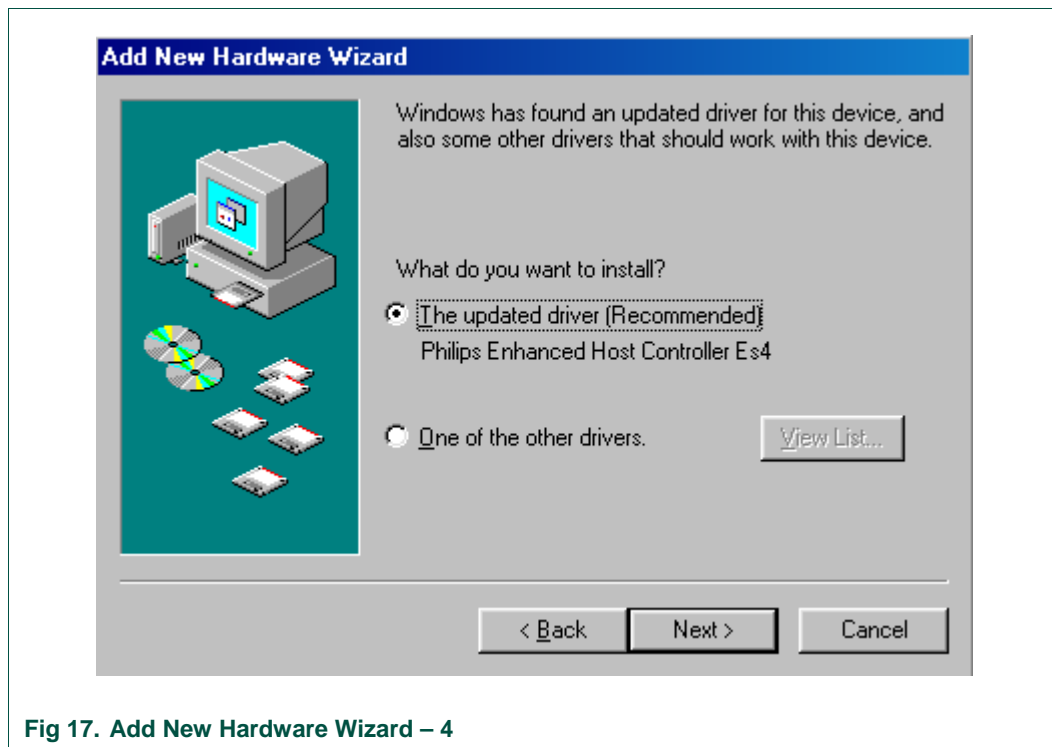 Add New Hardware Wizard
Windows has found an updated driver for this device, and
also some other drivers that should work with this device.
What do you want to install?
The updated driver (Recommended)
Philips Enhanced Host Controller Es4
One of the other drivers.
View List...
< Back
Next >
Cancel
Fig 17. Add New Hardware Wizard – 4